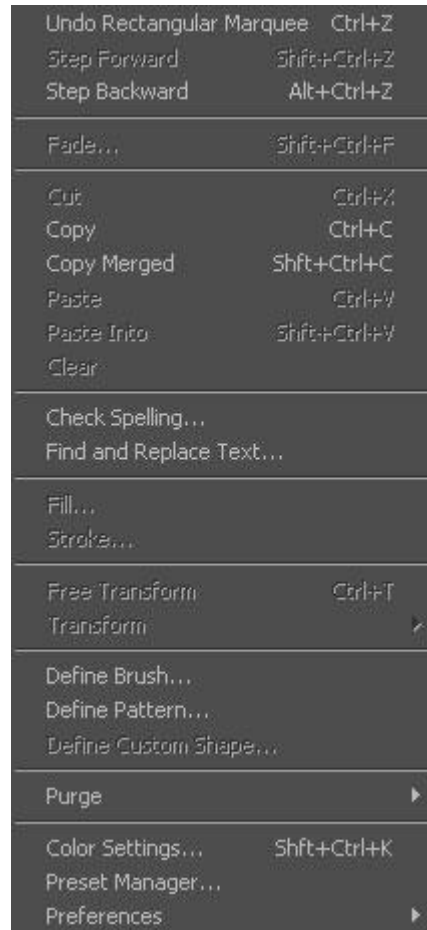 Undo Rectangular Marquee Ctrl+Z
Step Forward Shft+Ctrl+Z
Step Backward Alt+Ctrl+Z
Fade... Shft+Ctrl+F
Cut Ctrl+X
Copy Ctrl+C
Copy Merged Shft+Ctrl+C
Paste Ctrl+V
Paste Into Shft+Ctrl+V
Clear
Check Spelling...
Find and Replace Text...
Fill...
Stroke...
Free Transform Ctrl+T
Transform
Define Brush...
Define Pattern...
Define Custom Shape...
Purge
Color Settings... Shft+Ctrl+K
Preset Manager...
Preferences